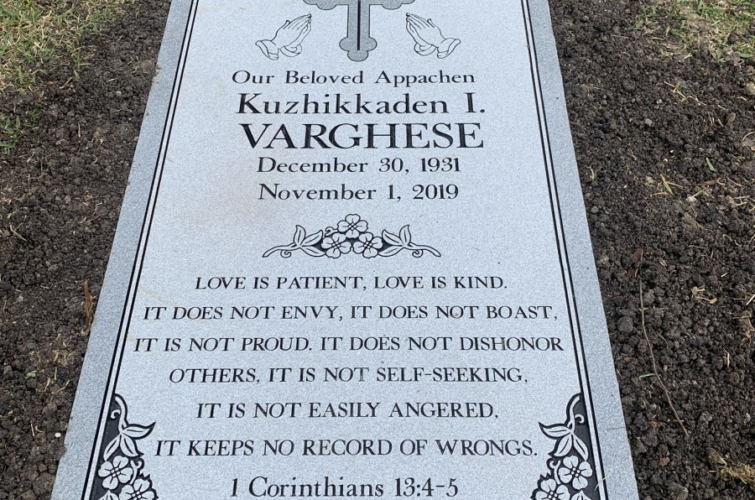 Our Beloved Appachen
Kuzhikkaden I.
VARGHESE
December 30, 1931
November 1, 2019
LOVE IS PATIENT, LOVE IS KIND.
IT DOES NOT ENVY, IT DOES NOT BOAST,
IT IS NOT PROUD. IT DOES NOT DISHONOR
OTHERS, IT IS NOT SELF-SEEKING,
IT IS NOT EASILY ANGERED,
IT KEEPS NO RECORD OF WRONGS.
1 Corinthians 13:4-5